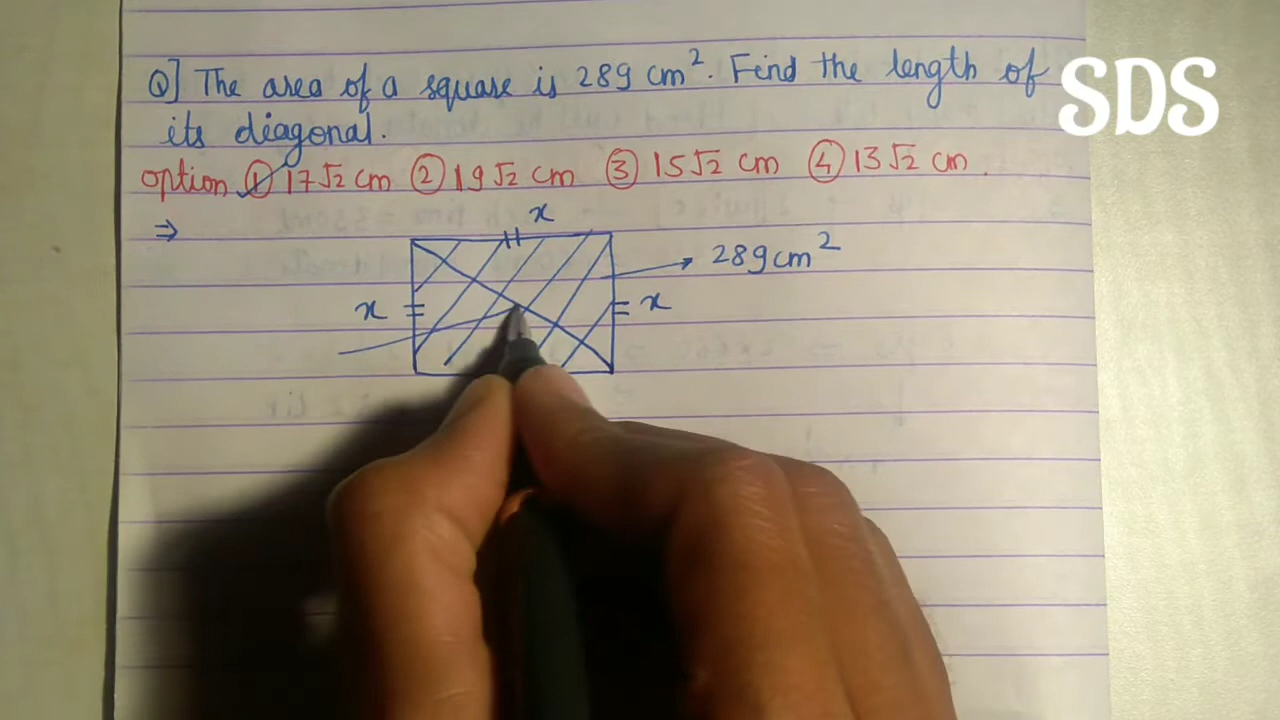 Q] The area of a square is 289 cm². Find the length of
its diagonal.
option ① 17√2 cm ② 19√2 cm ③ 15√2 cm ④ 13√2 cm.
⇒
x
289 cm²
x
x
SDS